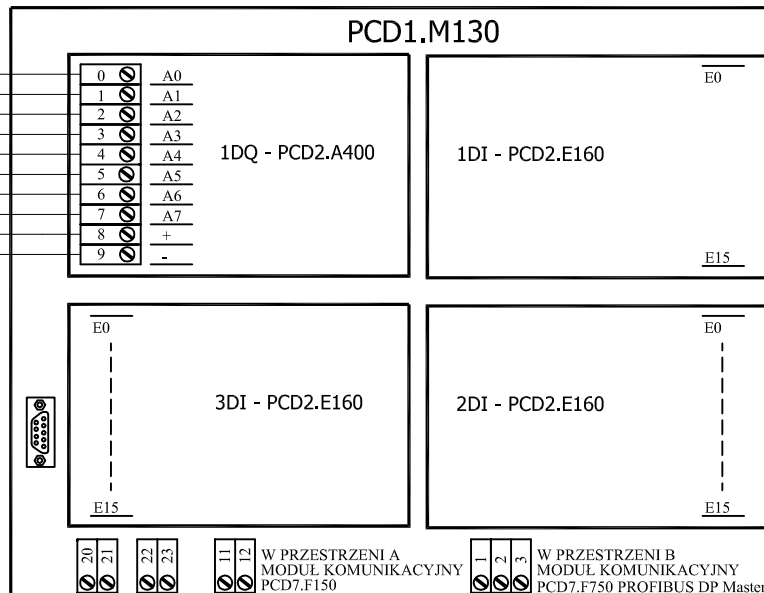 PCD1.M130
0 A0
1 A1
2 A2
3 A3
4 A4
5 A5
6 A6
7 A7
8 +
9 -
1DQ - PCD2.A400
E0
1DI - PCD2.E160
E15
E0
3DI - PCD2.E160
E15
E0
2DI - PCD2.E160
E15
20 21 22 23 11 12
W PRZESTRZENI A
MODUŁ KOMUNIKACYJNY
PCD7.F150
1 2 3
W PRZESTRZENI B
MODUŁ KOMUNIKACYJNY
PCD7.F750 PROFIBUS DP Master